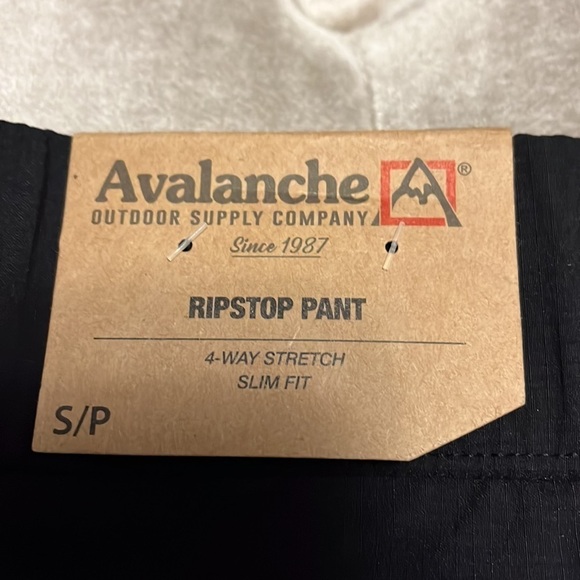 Avalanche ®
OUTDOOR SUPPLY COMPANY
Since 1987
RIPSTOP PANT
4-WAY STRETCH
SLIM FIT
S/P